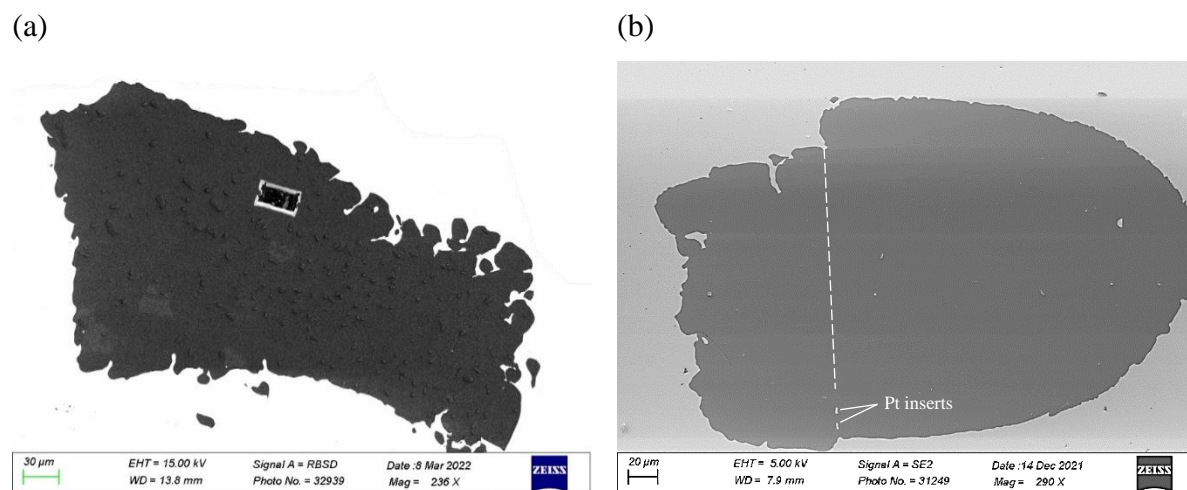 (a)
(b)
Pt inserts
30 µm
EHT = 15.00 kV
Signal A = RBSD
Date :8 Mar 2022
WD = 13.8 mm
Photo No. = 32939
Mag = 236 X
ZEISS
20 µm
EHT = 5.00 kV
Signal A = SE2
Date :14 Dec 2021
WD = 7.9 mm
Photo No. = 31249
Mag = 290 X
ZEISS